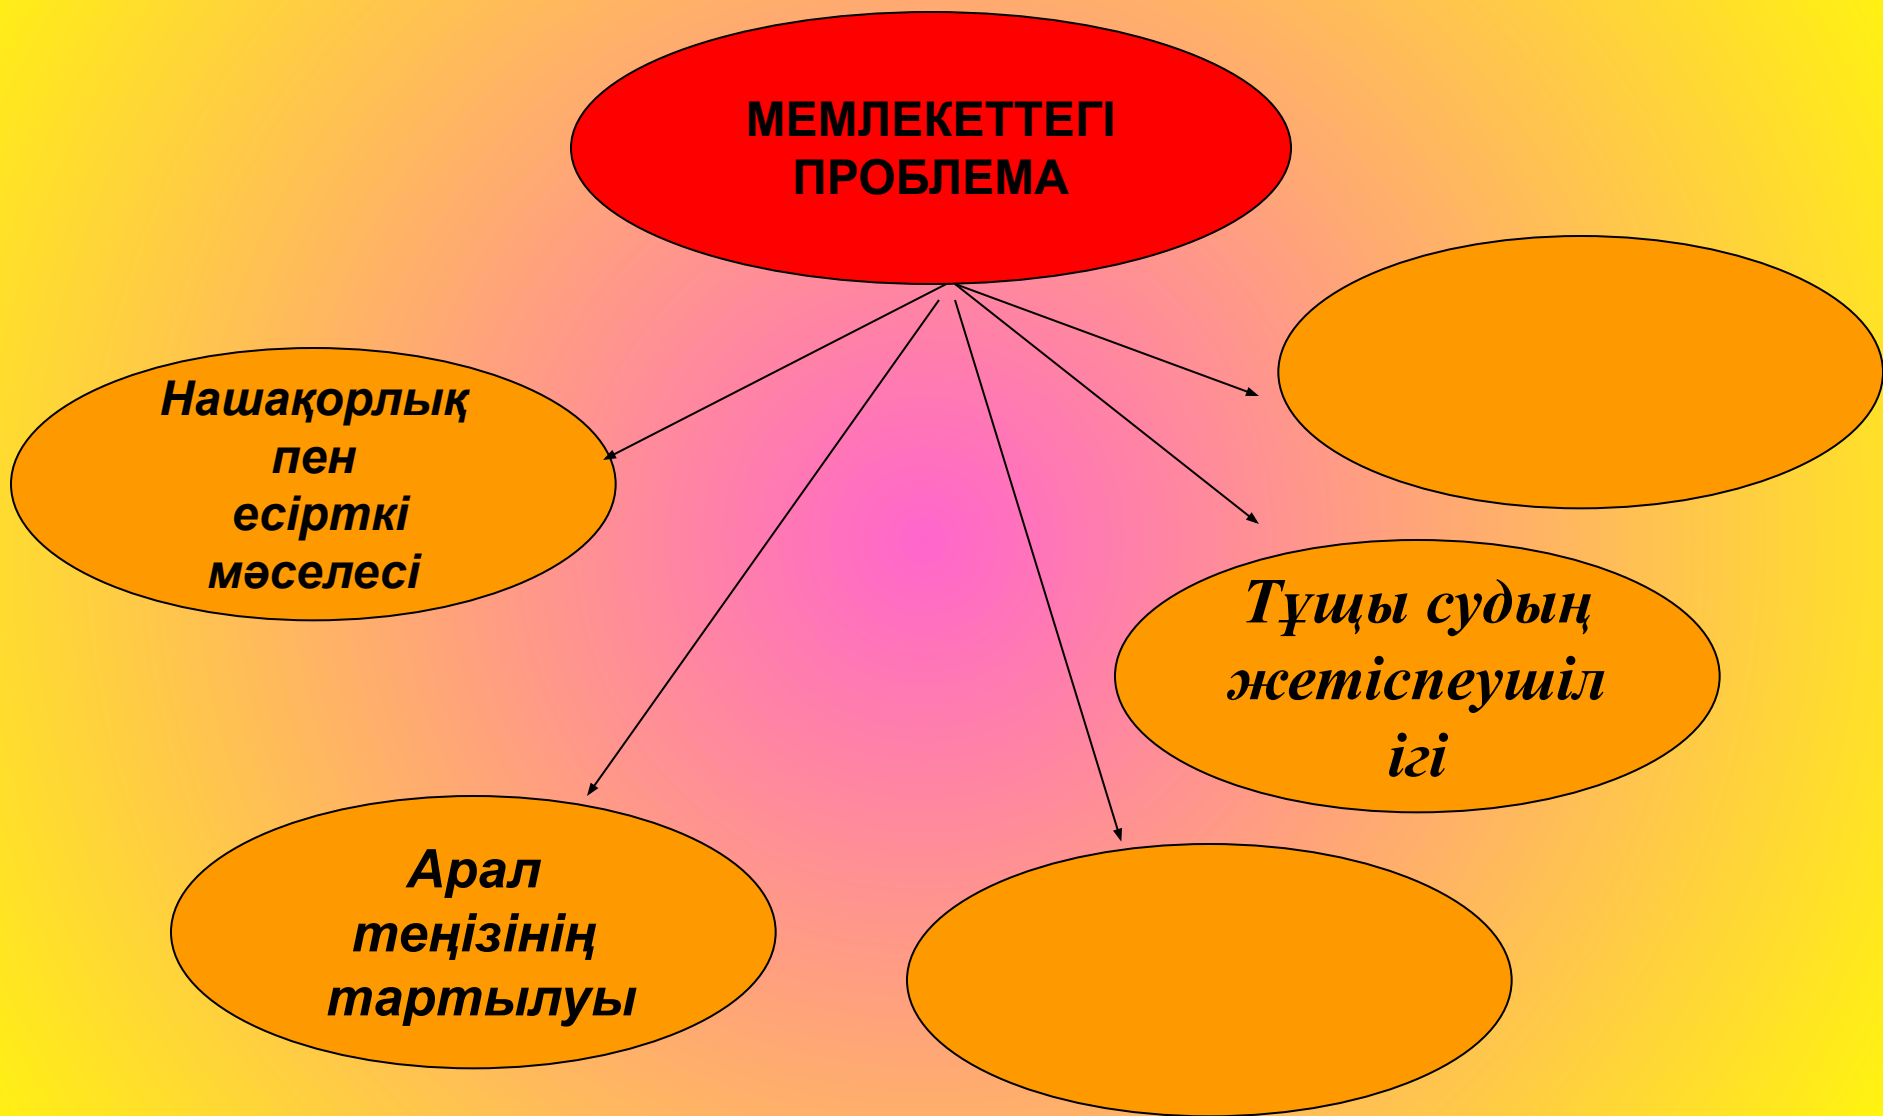 МЕМЛЕКЕТТЕГІ
ПРОБЛЕМА
Нашақорлық
пен
есірткі
мәселесі
Тұщы судың
жетіспеушіл
ігі
Арал
теңізінің
тартылуы